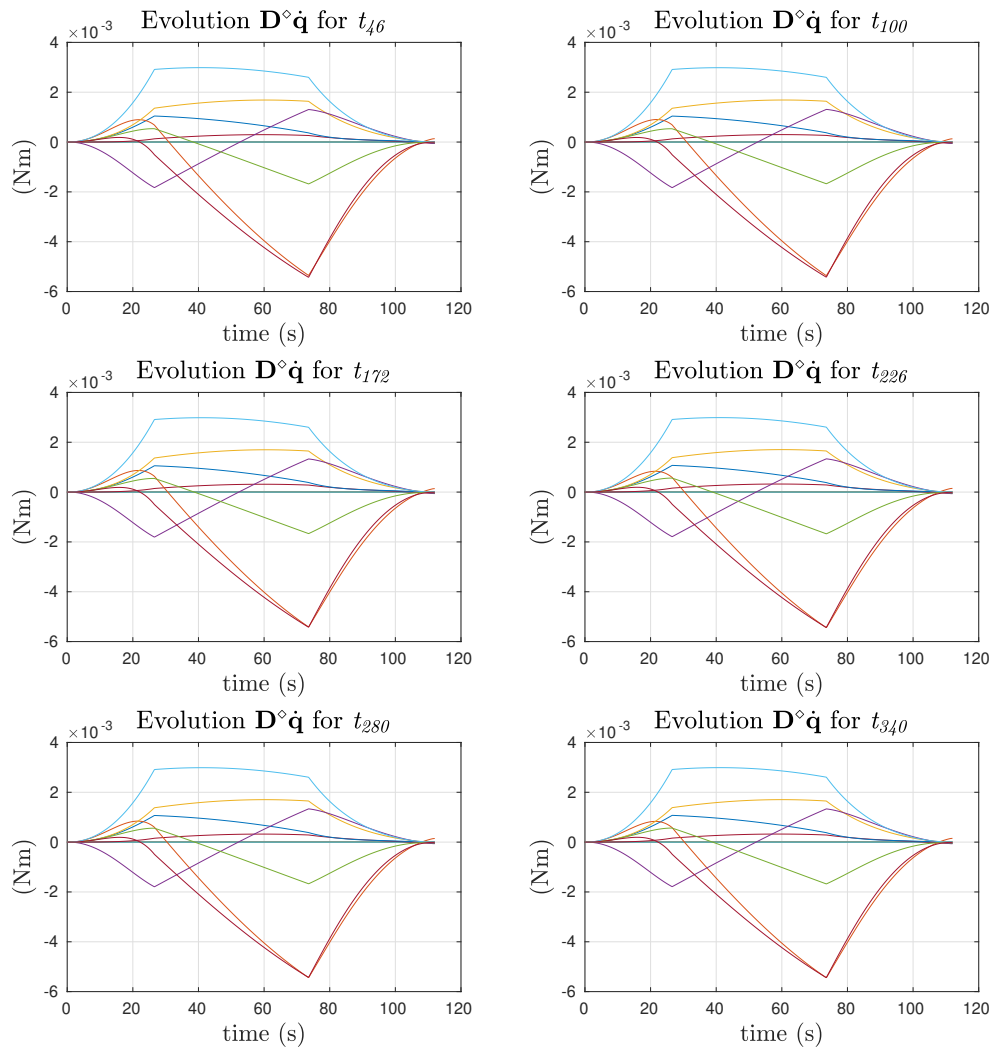 Evolution D⋄q̇ for t46
×10-3
4
2
0
-2
-4
-6
(Nm)
0 20 40 60 80 100 120
time (s)
Evolution D⋄q̇ for t100
×10-3
4
2
0
-2
-4
-6
(Nm)
0 20 40 60 80 100 120
time (s)
Evolution D⋄q̇ for t172
×10-3
4
2
0
-2
-4
-6
(Nm)
0 20 40 60 80 100 120
time (s)
Evolution D⋄q̇ for t226
×10-3
4
2
0
-2
-4
-6
(Nm)
0 20 40 60 80 100 120
time (s)
Evolution D⋄q̇ for t280
×10-3
4
2
0
-2
-4
-6
(Nm)
0 20 40 60 80 100 120
time (s)
Evolution D⋄q̇ for t340
×10-3
4
2
0
-2
-4
-6
(Nm)
0 20 40 60 80 100 120
time (s)